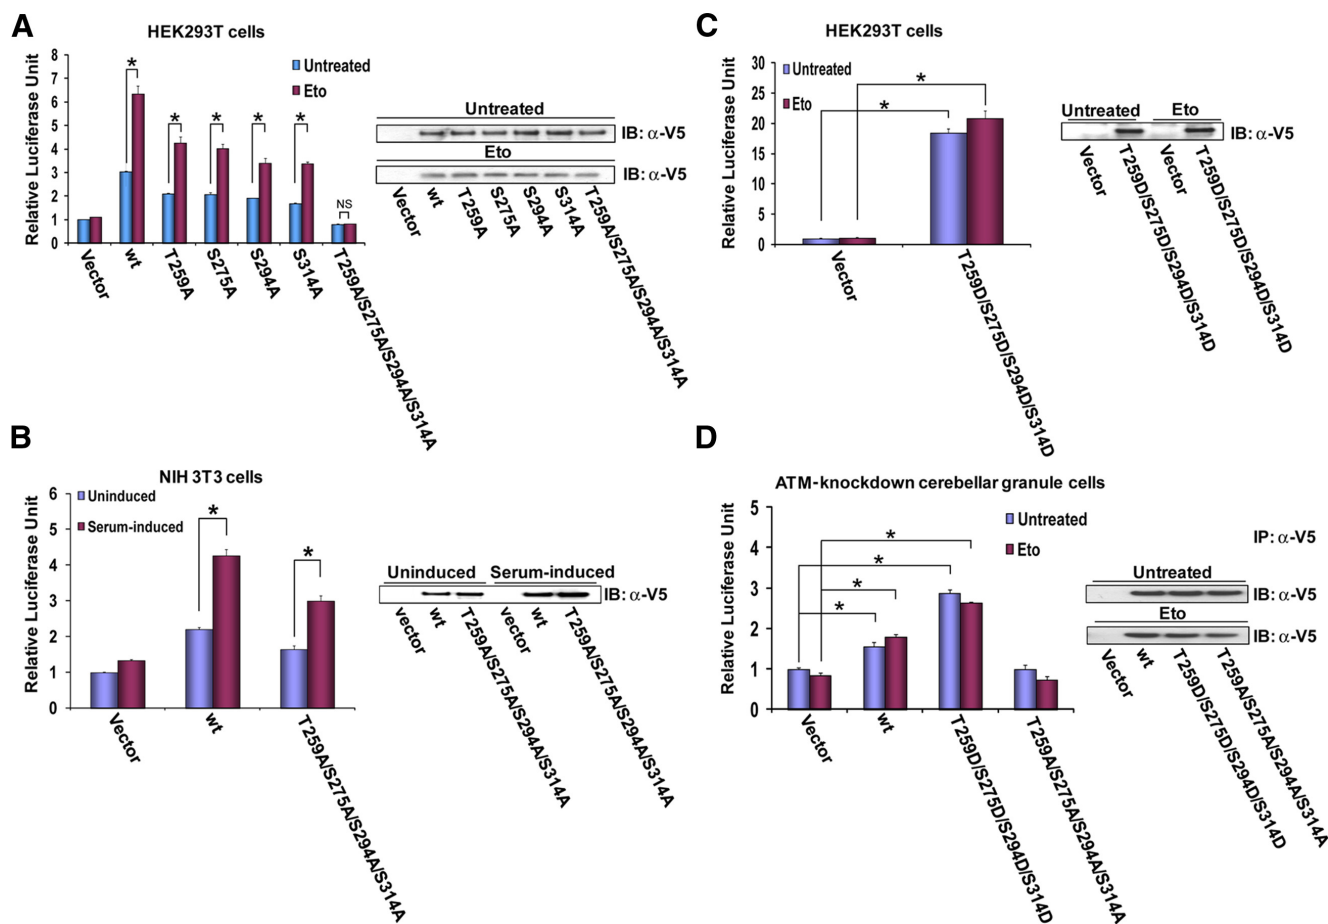 A
HEK293T cells
Relative Luciferase Unit
8
7
6
5
4
3
2
1
0
Untreated
Eto
* * * * * NS
Vector
wt
T259A
S275A
S294A
S314A
T259A/S275A/S294A/S314A
Untreated
IB: α-V5
Eto
IB: α-V5
Vector
wt
T259A
S275A
S294A
S314A
T259A/S275A/S294A/S314A
B
NIH 3T3 cells
Relative Luciferase Unit
6
5
4
3
2
1
0
Uninduced
Serum-induced
* *
Vector
wt
T259A/S275A/S294A/S314A
Uninduced Serum-induced
IB: α-V5
vector
wt
T259A/S275A/S294A/S314A
vector
wt
T259A/S275A/S294A/S314A
C
HEK293T cells
Relative Luciferase Unit
30
25
20
15
10
5
0
Untreated
Eto
* *
Vector
T259D/S275D/S294D/S314D
Untreated Eto
IB: α-V5
Vector
T259D/S275D/S294D/S314D
Vector
T259D/S275D/S294D/S314D
D
ATM-knockdown cerebellar granule cells
Relative Luciferase Unit
5
4
3
2
1
0
Untreated
Eto
* * * *
Vector
wt
T259D/S275D/S294D/S314D
T259A/S275A/S294A/S314A
IP: α-V5
Untreated
IB: α-V5
Eto
IB: α-V5
Vector
wt
T259D/S275D/S294D/S314D
T259A/S275A/S294A/S314A